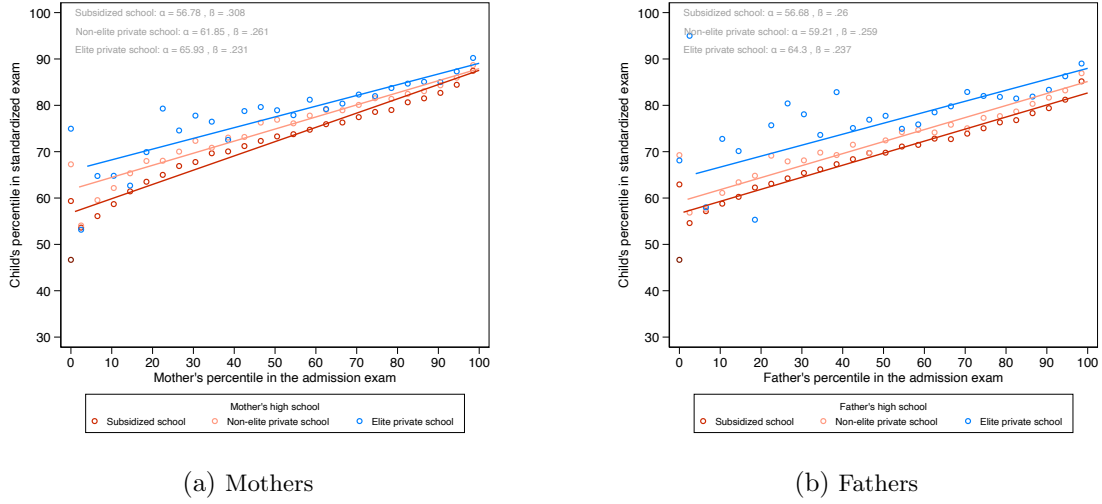 Subsidized school: α = 56.78 , ß = .308
Non-elite private school: α = 61.85 , ß = .261
Elite private school: α = 65.93 , ß = .231
Child's percentile in standardized exam
100
90
80
70
60
50
40
30
0 10 20 30 40 50 60 70 80 90 100
Mother's percentile in the admission exam
Mother's high school
Subsidized school Non-elite private school Elite private school
(a) Mothers
Subsidized school: α = 56.68 , ß = .26
Non-elite private school: α = 59.21 , ß = .259
Elite private school: α = 64.3 , ß = .237
Child's percentile in standardized exam
100
90
80
70
60
50
40
30
0 10 20 30 40 50 60 70 80 90 100
Father's percentile in the admission exam
Father's high school
Subsidized school Non-elite private school Elite private school
(b) Fathers